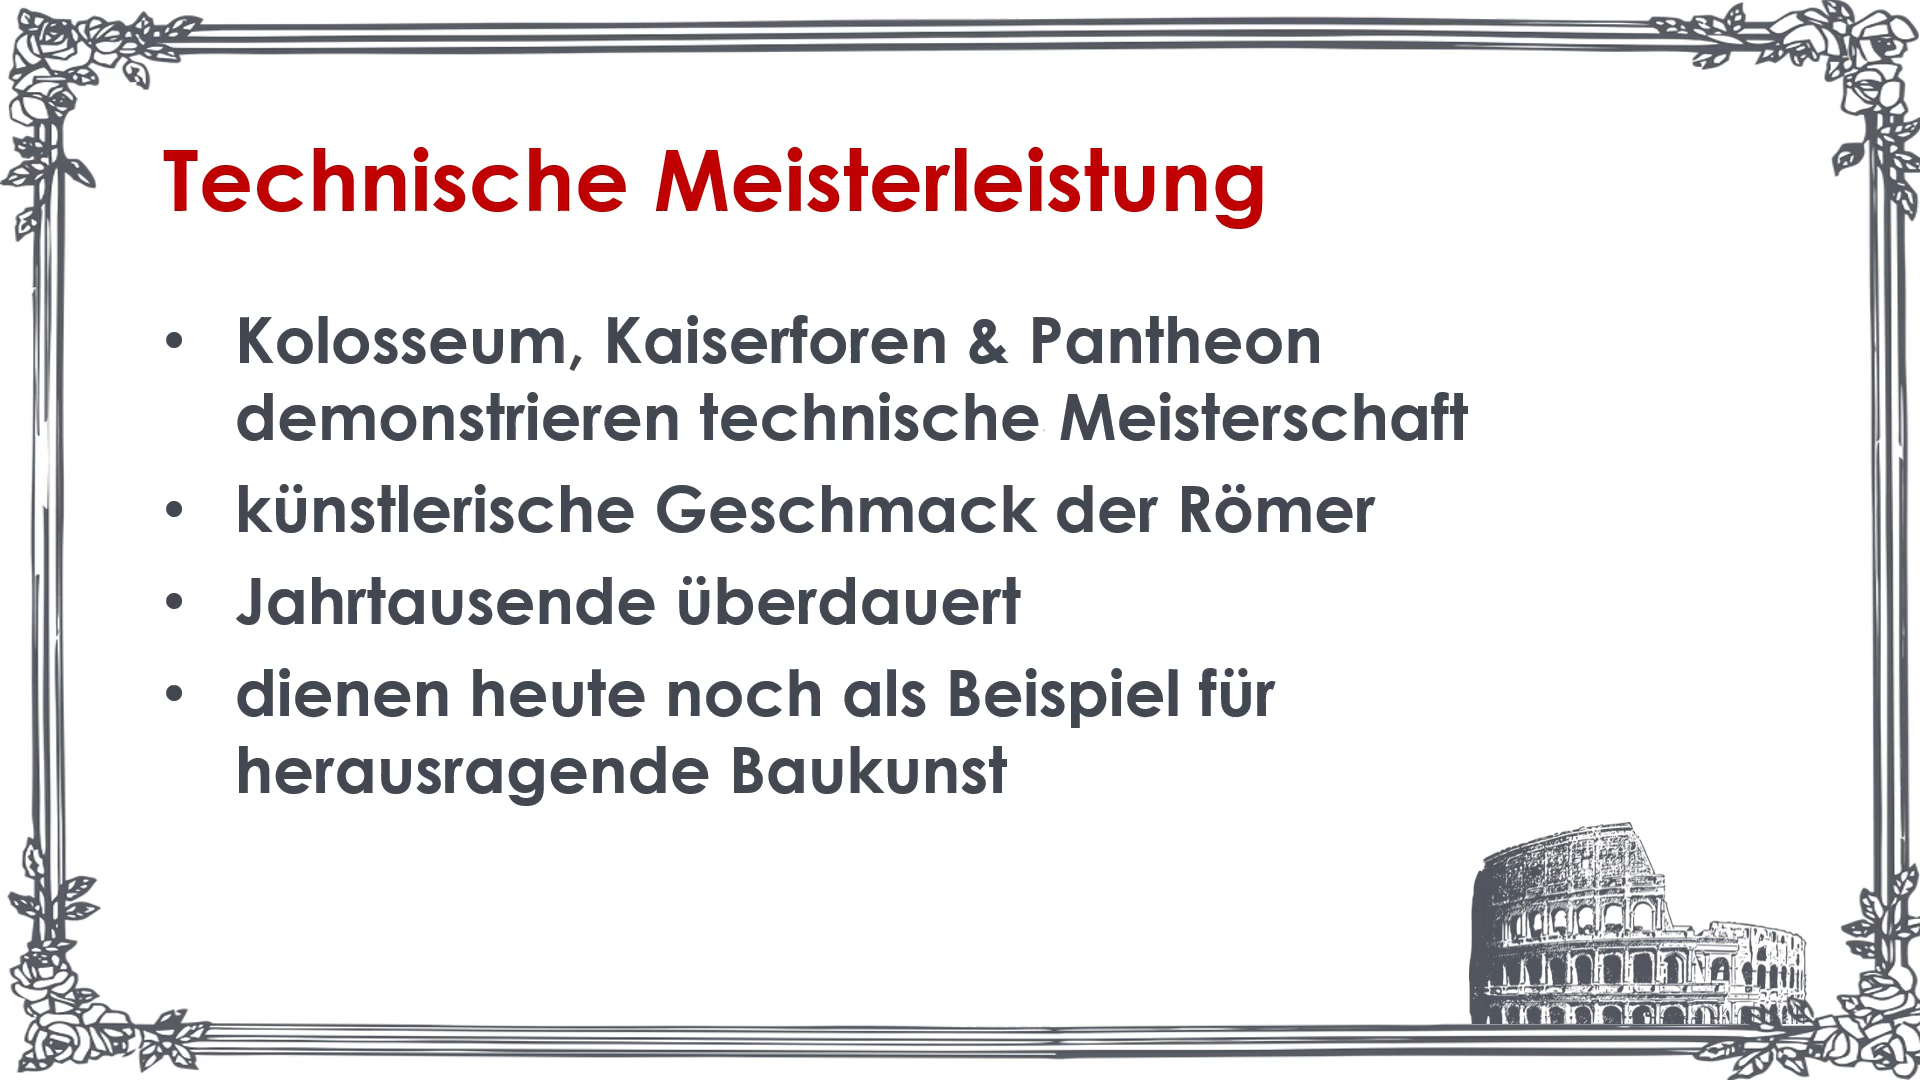 Technische Meisterleistung
• Kolosseum, Kaiserforen & Pantheon
demonstrieren technische Meisterschaft
• künstlerische Geschmack der Römer
• Jahrtausende überdauert
• dienen heute noch als Beispiel für
herausragende Baukunst